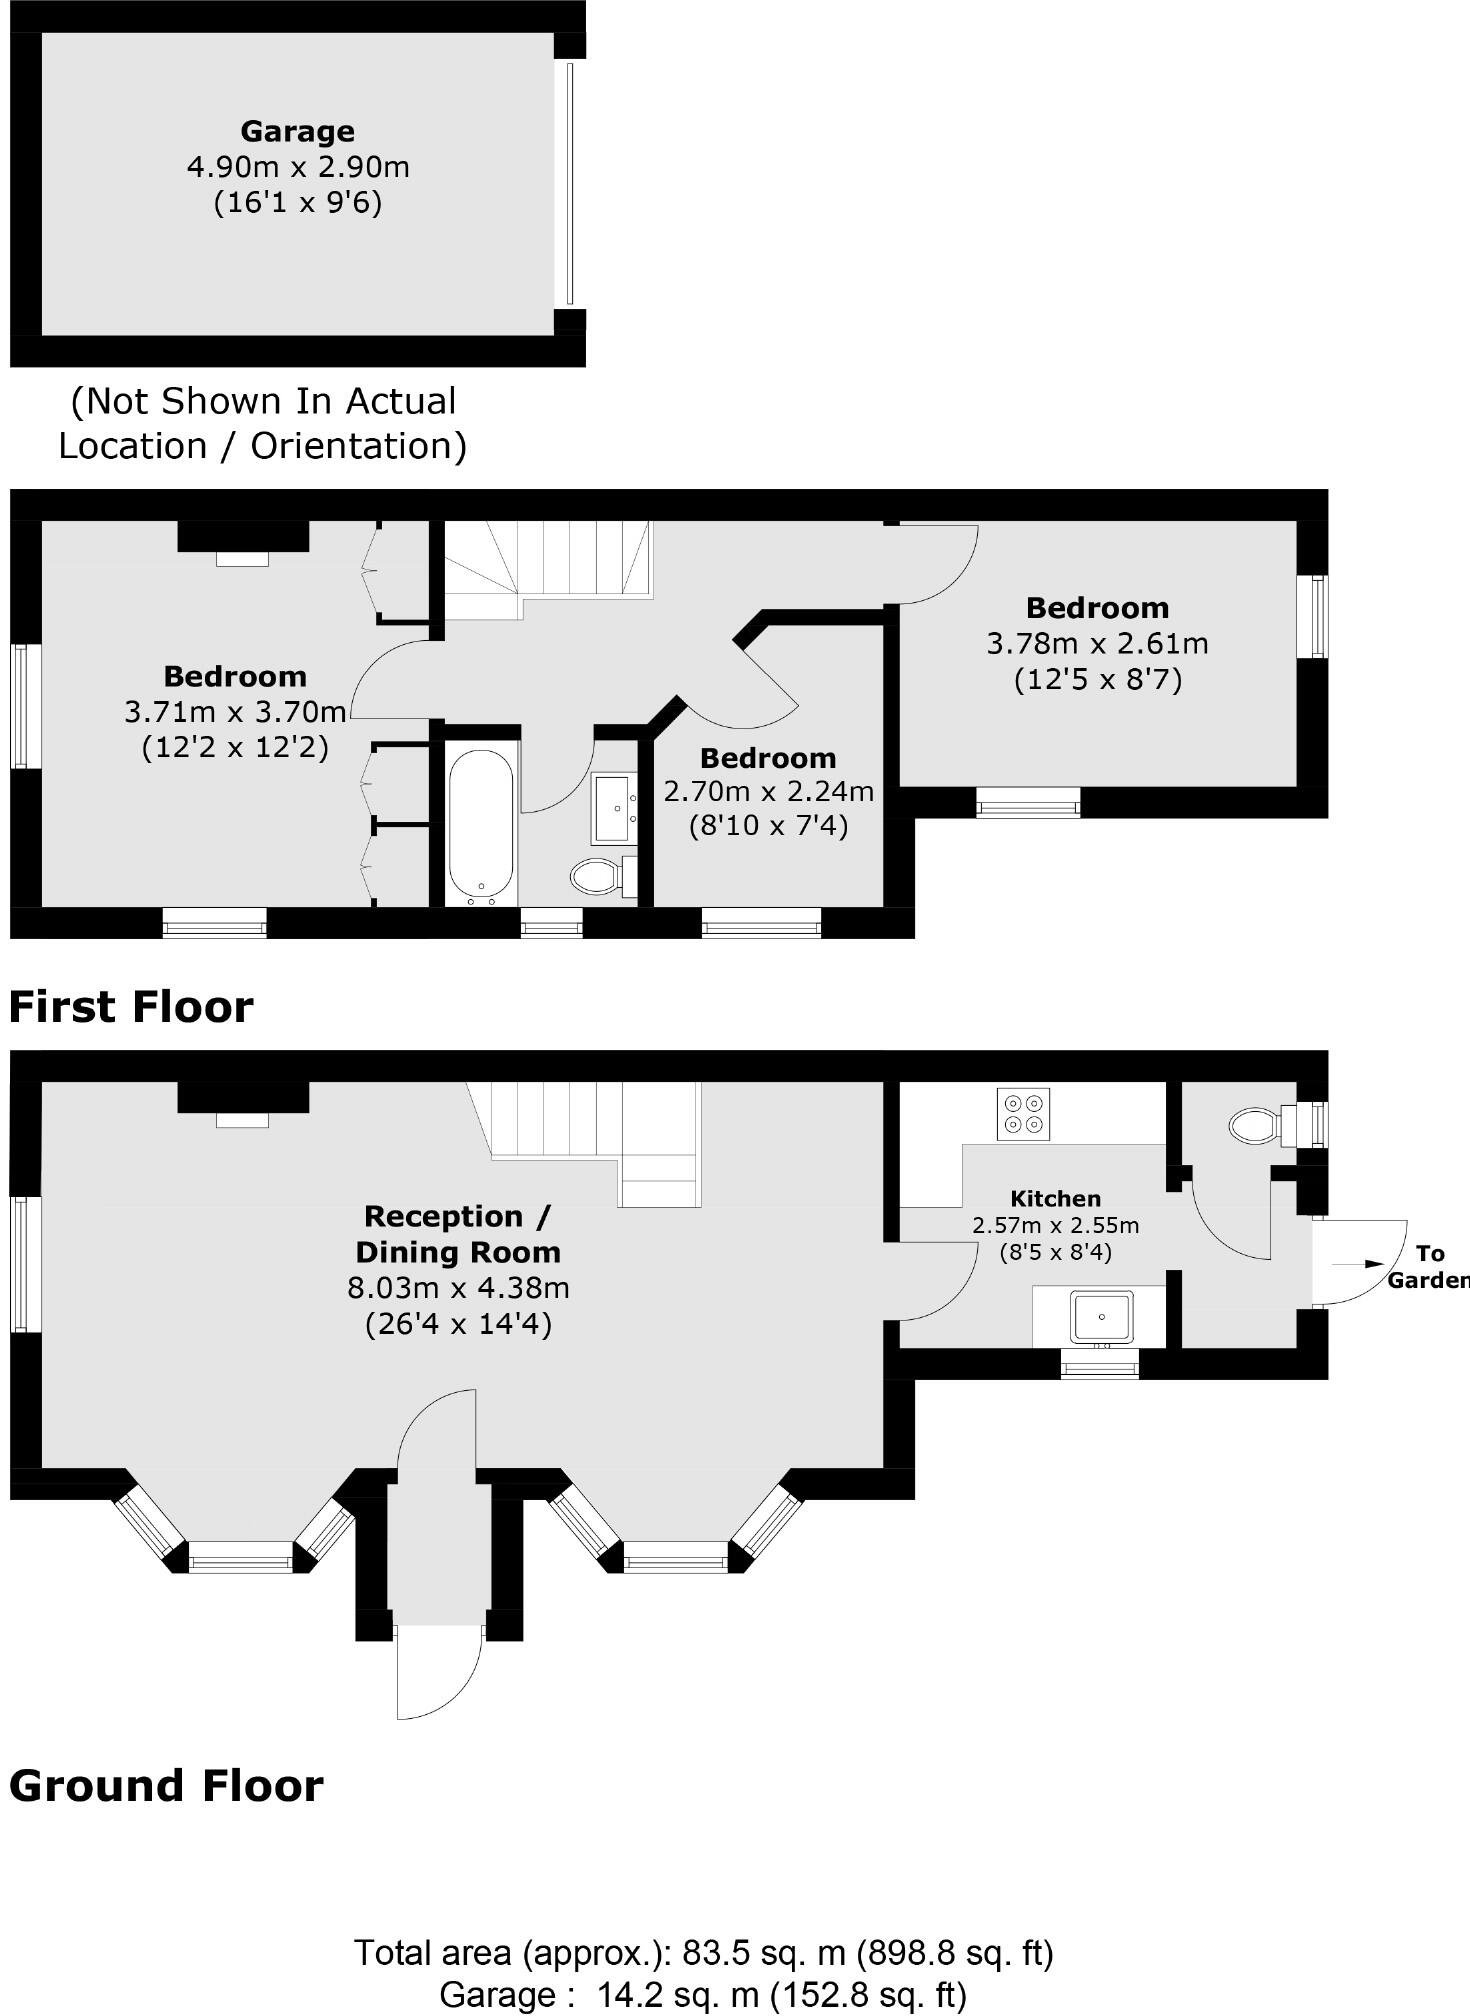 Garage
4.90m x 2.90m
(16'1 x 9'6)
(Not Shown In Actual
Location / Orientation)
Bedroom
3.71m x 3.70m
(12'2 x 12'2)
Bedroom
2.70m x 2.24m
(8'10 x 7'4)
Bedroom
3.78m x 2.61m
(12'5 x 8'7)
First Floor
Reception /
Dining Room
8.03m x 4.38m
(26'4 x 14'4)
Kitchen
2.57m x 2.55m
(8'5 x 8'4)
To
Garden
Ground Floor
Total area (approx.): 83.5 sq. m (898.8 sq. ft)
Garage : 14.2 sq. m (152.8 sq. ft)